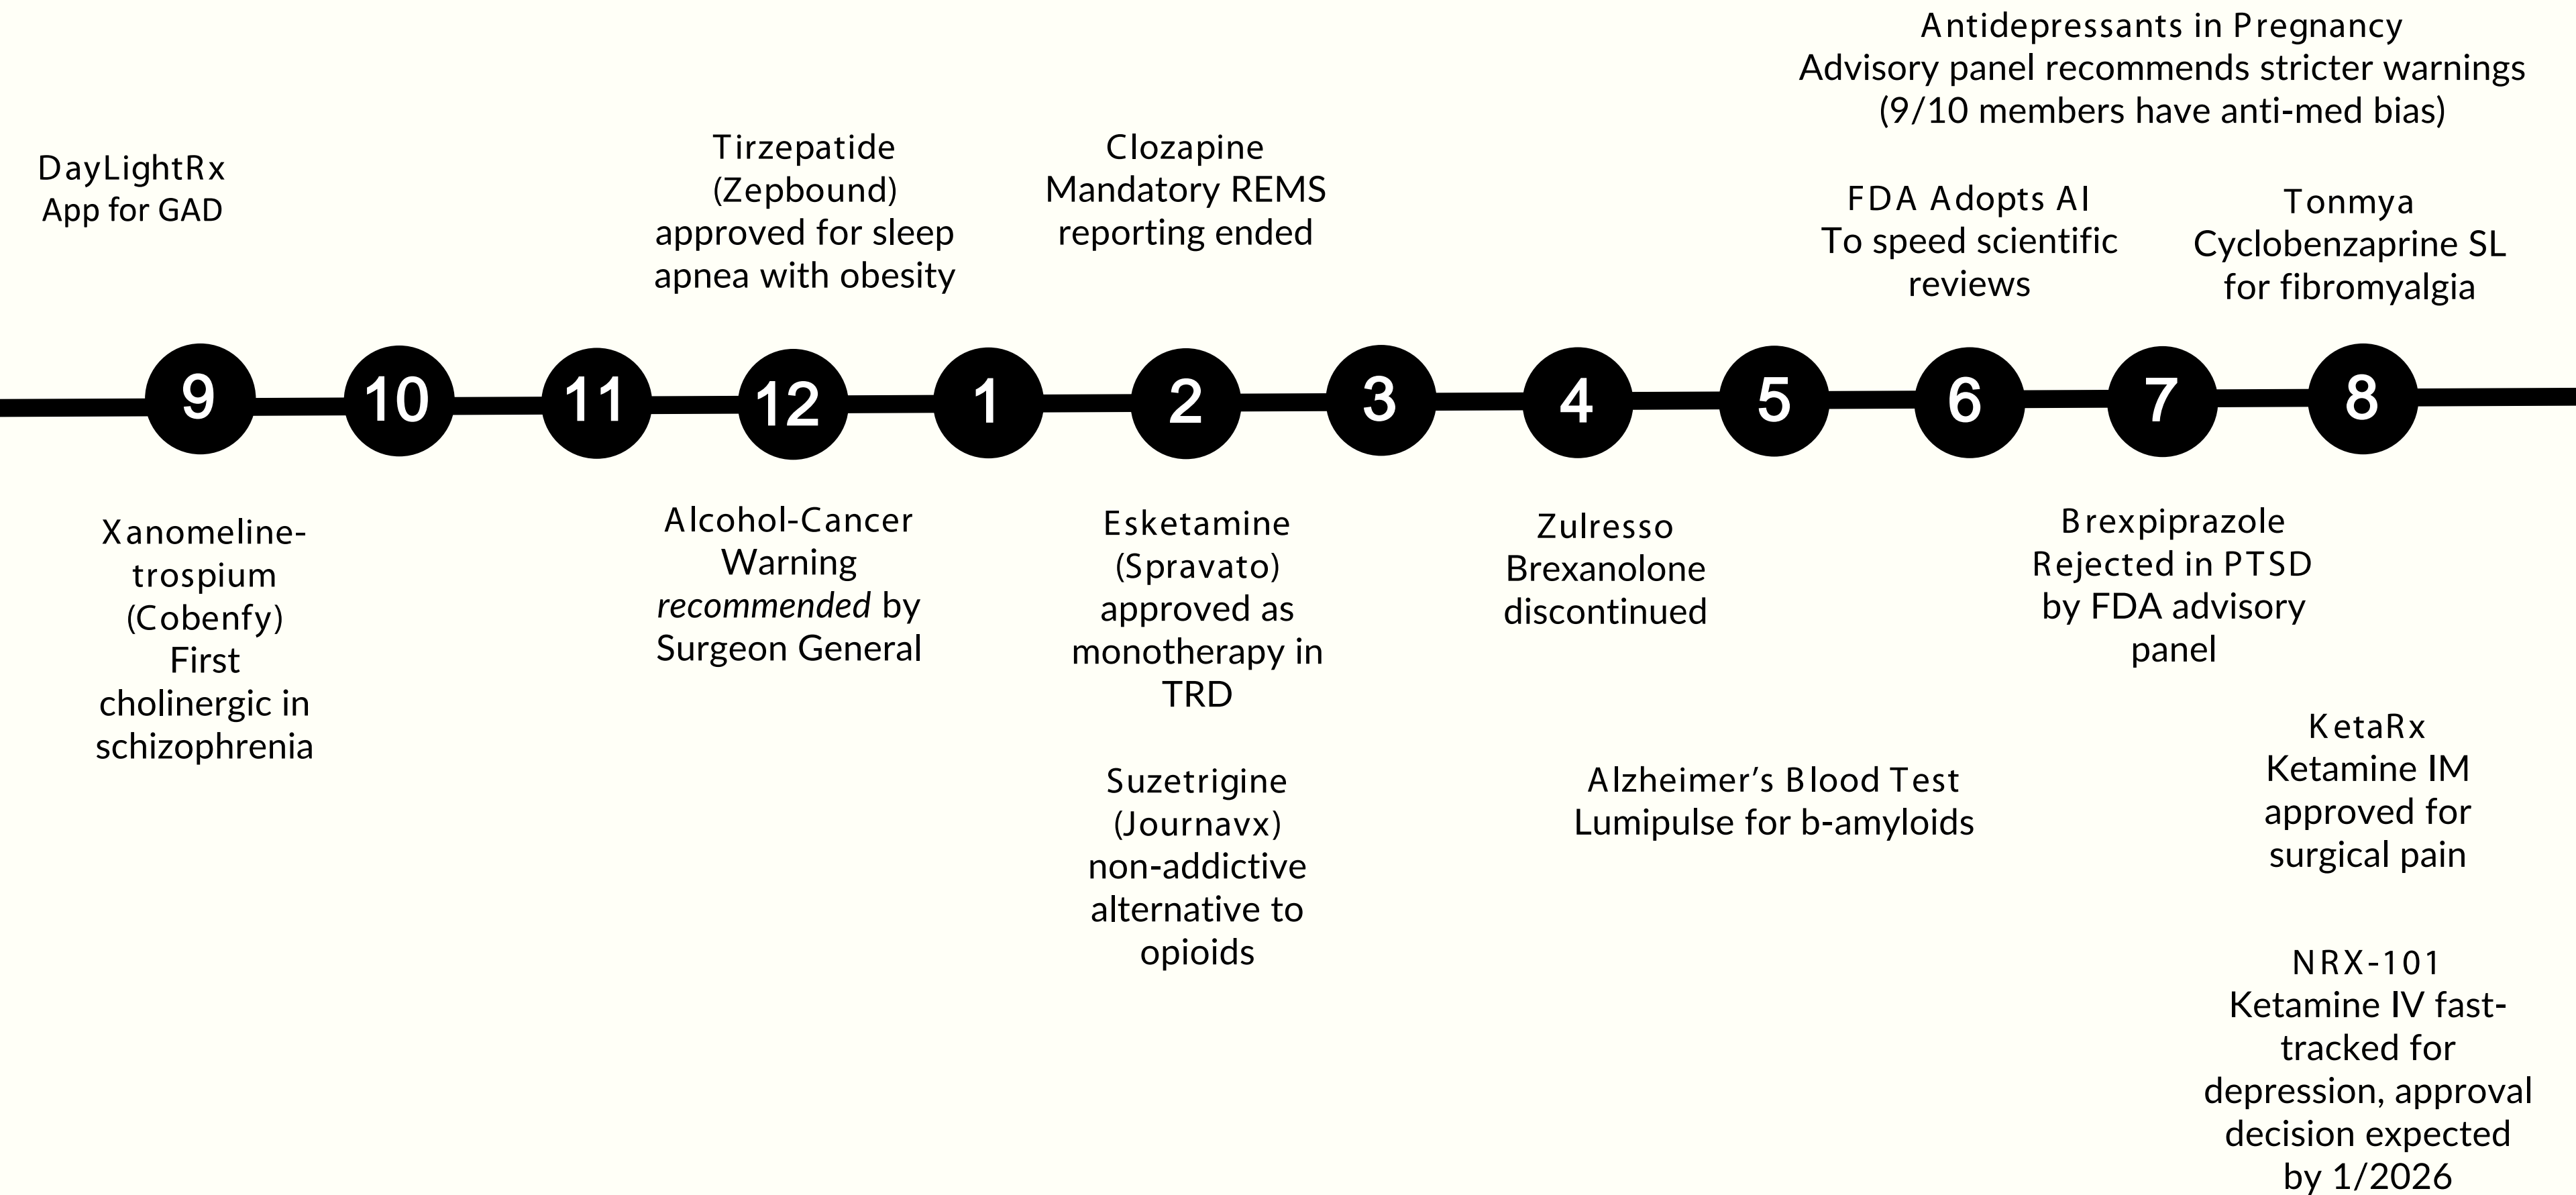 Antidepressants in Pregnancy
Advisory panel recommends stricter warnings
(9/10 members have anti-med bias)
DayLightRx
App for GAD
Tirzepatide
(Zepbound)
approved for sleep
apnea with obesity
Clozapine
Mandatory REMS
reporting ended
FDA Adopts AI
To speed scientific
reviews
Tonmya
Cyclobenzaprine SL
for fibromyalgia
9
10
11
12
1
2
3
4
5
6
7
8
Xanomeline-
trospium
(Cobenfy)
First
cholinergic in
schizophrenia
Alcohol-Cancer
Warning
recommended by
Surgeon General
Esketamine
(Spravato)
approved as
monotherapy in
TRD
Suzetrigine
(Journavx)
non-addictive
alternative to
opioids
Zulresso
Brexanolone
discontinued
Alzheimer’s Blood Test
Lumipulse for b-amyloids
Brexpiprazole
Rejected in PTSD
by FDA advisory
panel
KetaRx
Ketamine IM
approved for
surgical pain
NRX-101
Ketamine IV fast-
tracked for
depression, approval
decision expected
by 1/2026